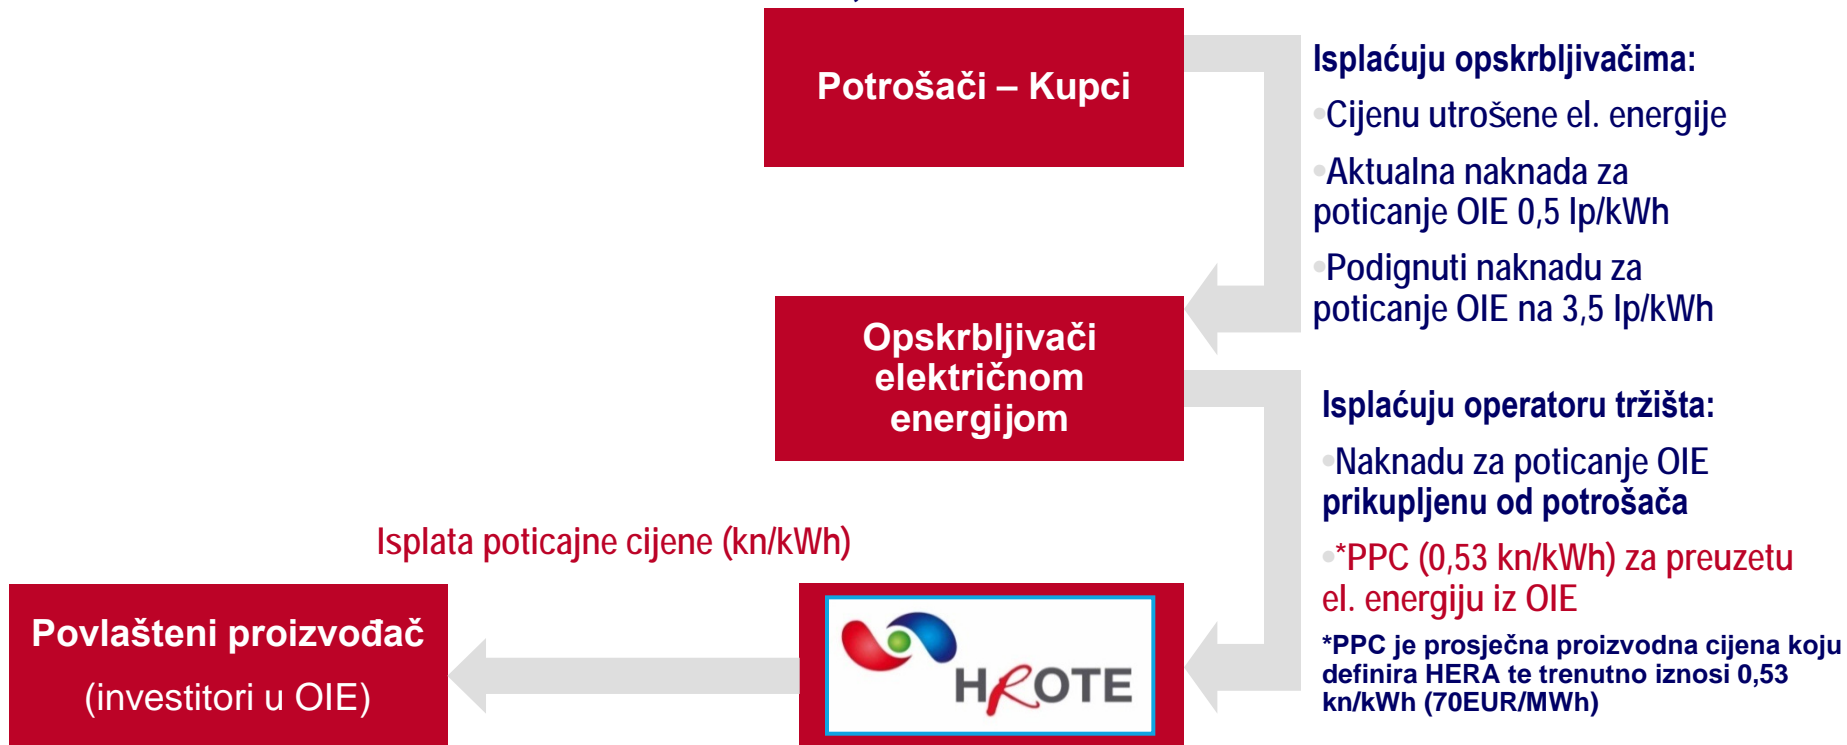 Potrošači – Kupci
Isplaćuju opskrbljivačima:
•Cijenu utrošene el. energije
•Aktualna naknada za
poticanje OIE 0,5 lp/kWh
•Podignuti naknadu za
poticanje OIE na 3,5 lp/kWh
Opskrbljivači
električnom
energijom
Isplaćuju operatoru tržišta:
•Naknadu za poticanje OIE
prikupljenu od potrošača
•*PPC (0,53 kn/kWh) za preuzetu
el. energiju iz OIE
*PPC je prosječna proizvodna cijena koju
definira HERA te trenutno iznosi 0,53
kn/kWh (70EUR/MWh)
Isplata poticajne cijene (kn/kWh)
HROTE
Povlašteni proizvođač
(investitori u OIE)